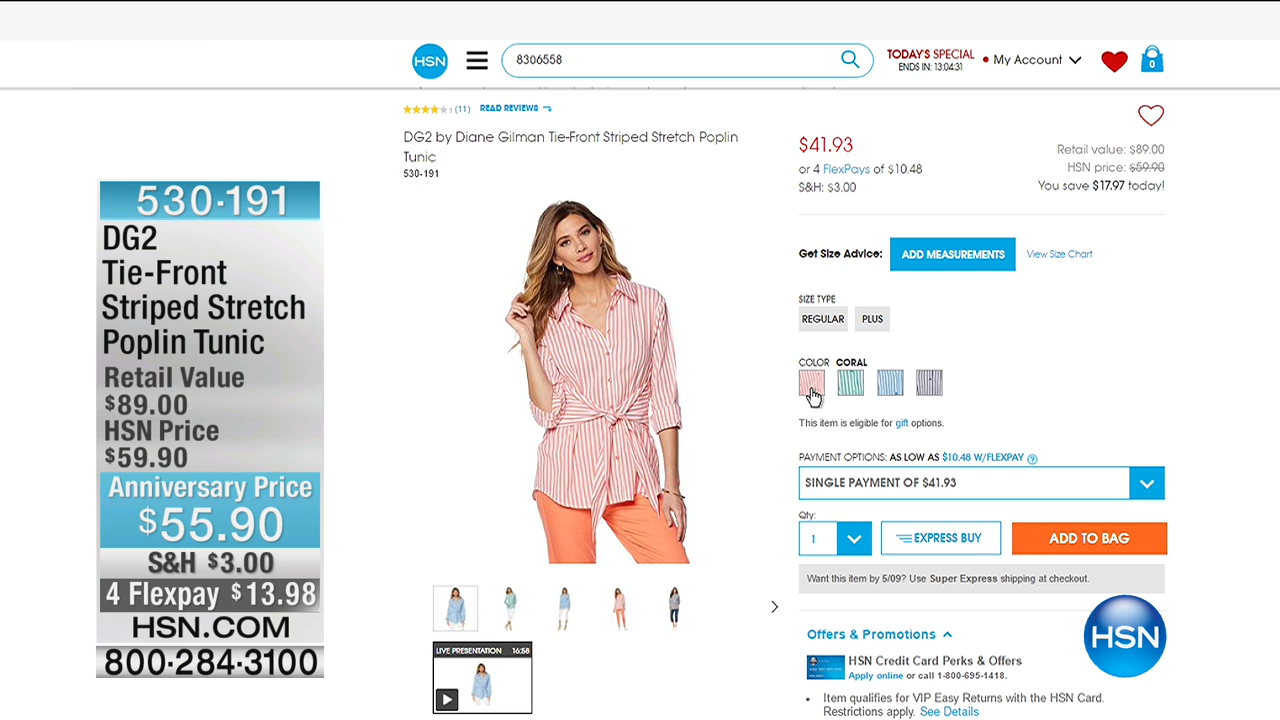 HSN
8306558
TODAY'S SPECIAL
ENDS IN: 13:04:31
My Account
0
(11) READ REVIEWS
DG2 by Diane Gilman Tie-Front Striped Stretch Poplin
Tunic
530-191
$41.93
or 4 FlexPays of $10.48
S&H: $3.00
Retail value: $89.00
HSN price: $59.90
You save $17.97 today!
530-191
DG2
Tie-Front
Striped Stretch
Poplin Tunic
Retail Value
$89.00
HSN Price
$59.90
Anniversary Price
$55.90
S&H $3.00
4 Flexpay $13.98
HSN.COM
800-284-3100
Get Size Advice: ADD MEASUREMENTS View Size Chart
SIZE TYPE
REGULAR PLUS
COLOR CORAL
This item is eligible for gift options.
PAYMENT OPTIONS: AS LOW AS $10.48 W/FLEXPAY ?
SINGLE PAYMENT OF $41.93
Qty:
1 EXPRESS BUY ADD TO BAG
Want this item by 5/09? Use Super Express shipping at checkout.
LIVE PRESENTATION 16:58
Offers & Promotions
HSN
HSN Credit Card Perks & Offers
Apply online or call 1-800-695-1418.
• Item qualifies for VIP Easy Returns with the HSN Card.
Restrictions apply. See Details